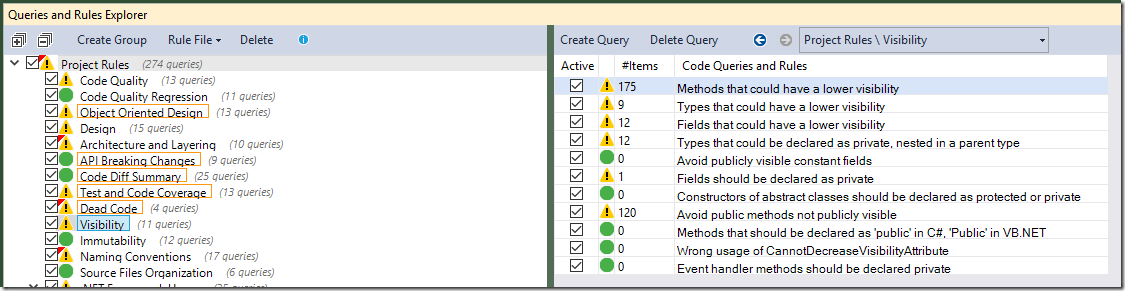 Queries and Rules Explorer
Create Group Rule File Delete
Project Rules (274 queries)
Code Quality (13 queries)
Code Quality Regression (11 queries)
Object Oriented Design (13 queries)
Design (15 queries)
Architecture and Layering (10 queries)
API Breaking Changes (9 queries)
Code Diff Summary (25 queries)
Test and Code Coverage (13 queries)
Dead Code (4 queries)
Visibility (11 queries)
Immutability (12 queries)
Naming Conventions (17 queries)
Source Files Organization (6 queries)
Create Query Delete Query Project Rules \ Visibility
Active #Items Code Queries and Rules
175 Methods that could have a lower visibility
9 Types that could have a lower visibility
12 Fields that could have a lower visibility
12 Types that could be declared as private, nested in a parent type
0 Avoid publicly visible constant fields
1 Fields should be declared as private
0 Constructors of abstract classes should be declared as protected or private
120 Avoid public methods not publicly visible
0 Methods that should be declared as 'public' in C#, 'Public' in VB.NET
0 Wrong usage of CannotDecreaseVisibilityAttribute
0 Event handler methods should be declared private